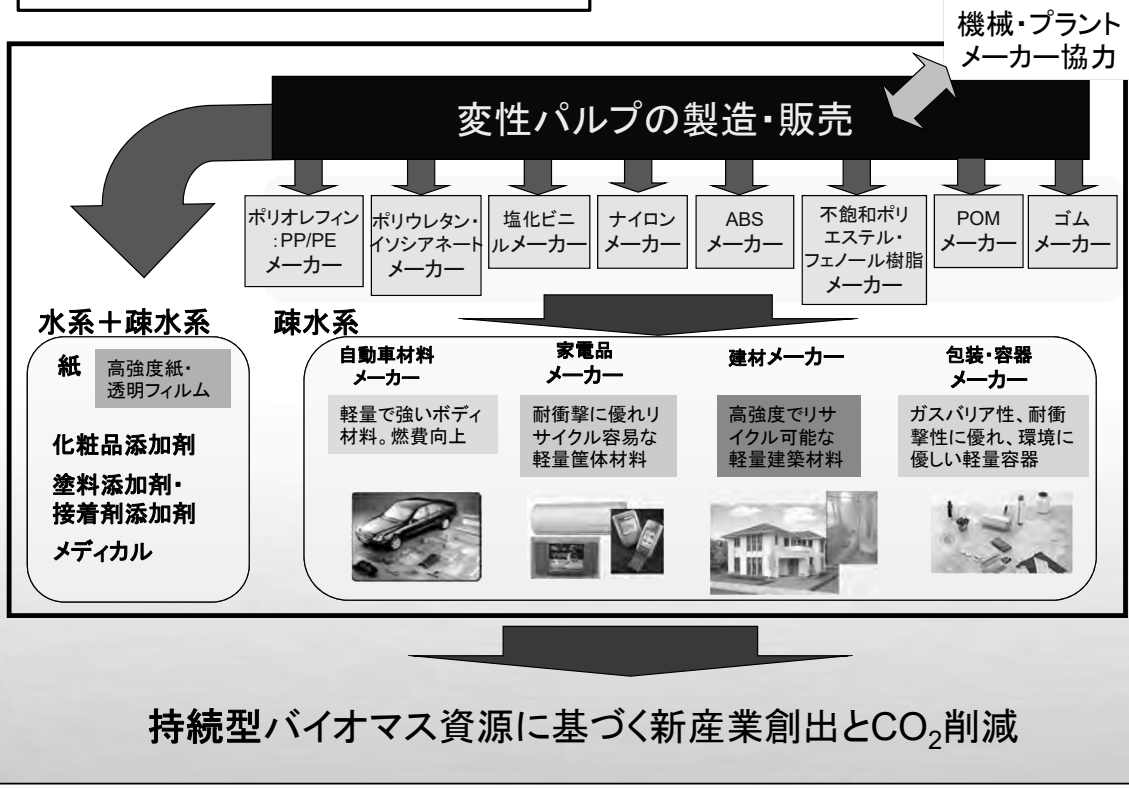 機械・プラント
メーカー協力
変性パルプの製造・販売
ポリオレフィン
:PP/PE
メーカー
ポリウレタン・
イソシアネート
メーカー
塩化ビニ
ルメーカー
ナイロン
メーカー
ABS
メーカー
不飽和ポリ
エステル・
フェノール樹脂
メーカー
POM
メーカー
ゴム
メーカー
水系＋疎水系
紙
高強度紙・
透明フィルム
化粧品添加剤
塗料添加剤・
接着剤添加剤
メディカル
疎水系
自動車材料
メーカー
軽量で強いボディ
材料。燃費向上
家電品
メーカー
耐衝撃に優れリ
サイクル容易な
軽量筐体材料
建材メーカー
高強度でリサ
イクル可能な
軽量建築材料
包装・容器
メーカー
ガスバリア性、耐衝
撃性に優れ、環境に
優しい軽量容器
持続型バイオマス資源に基づく新産業創出とCO₂削減